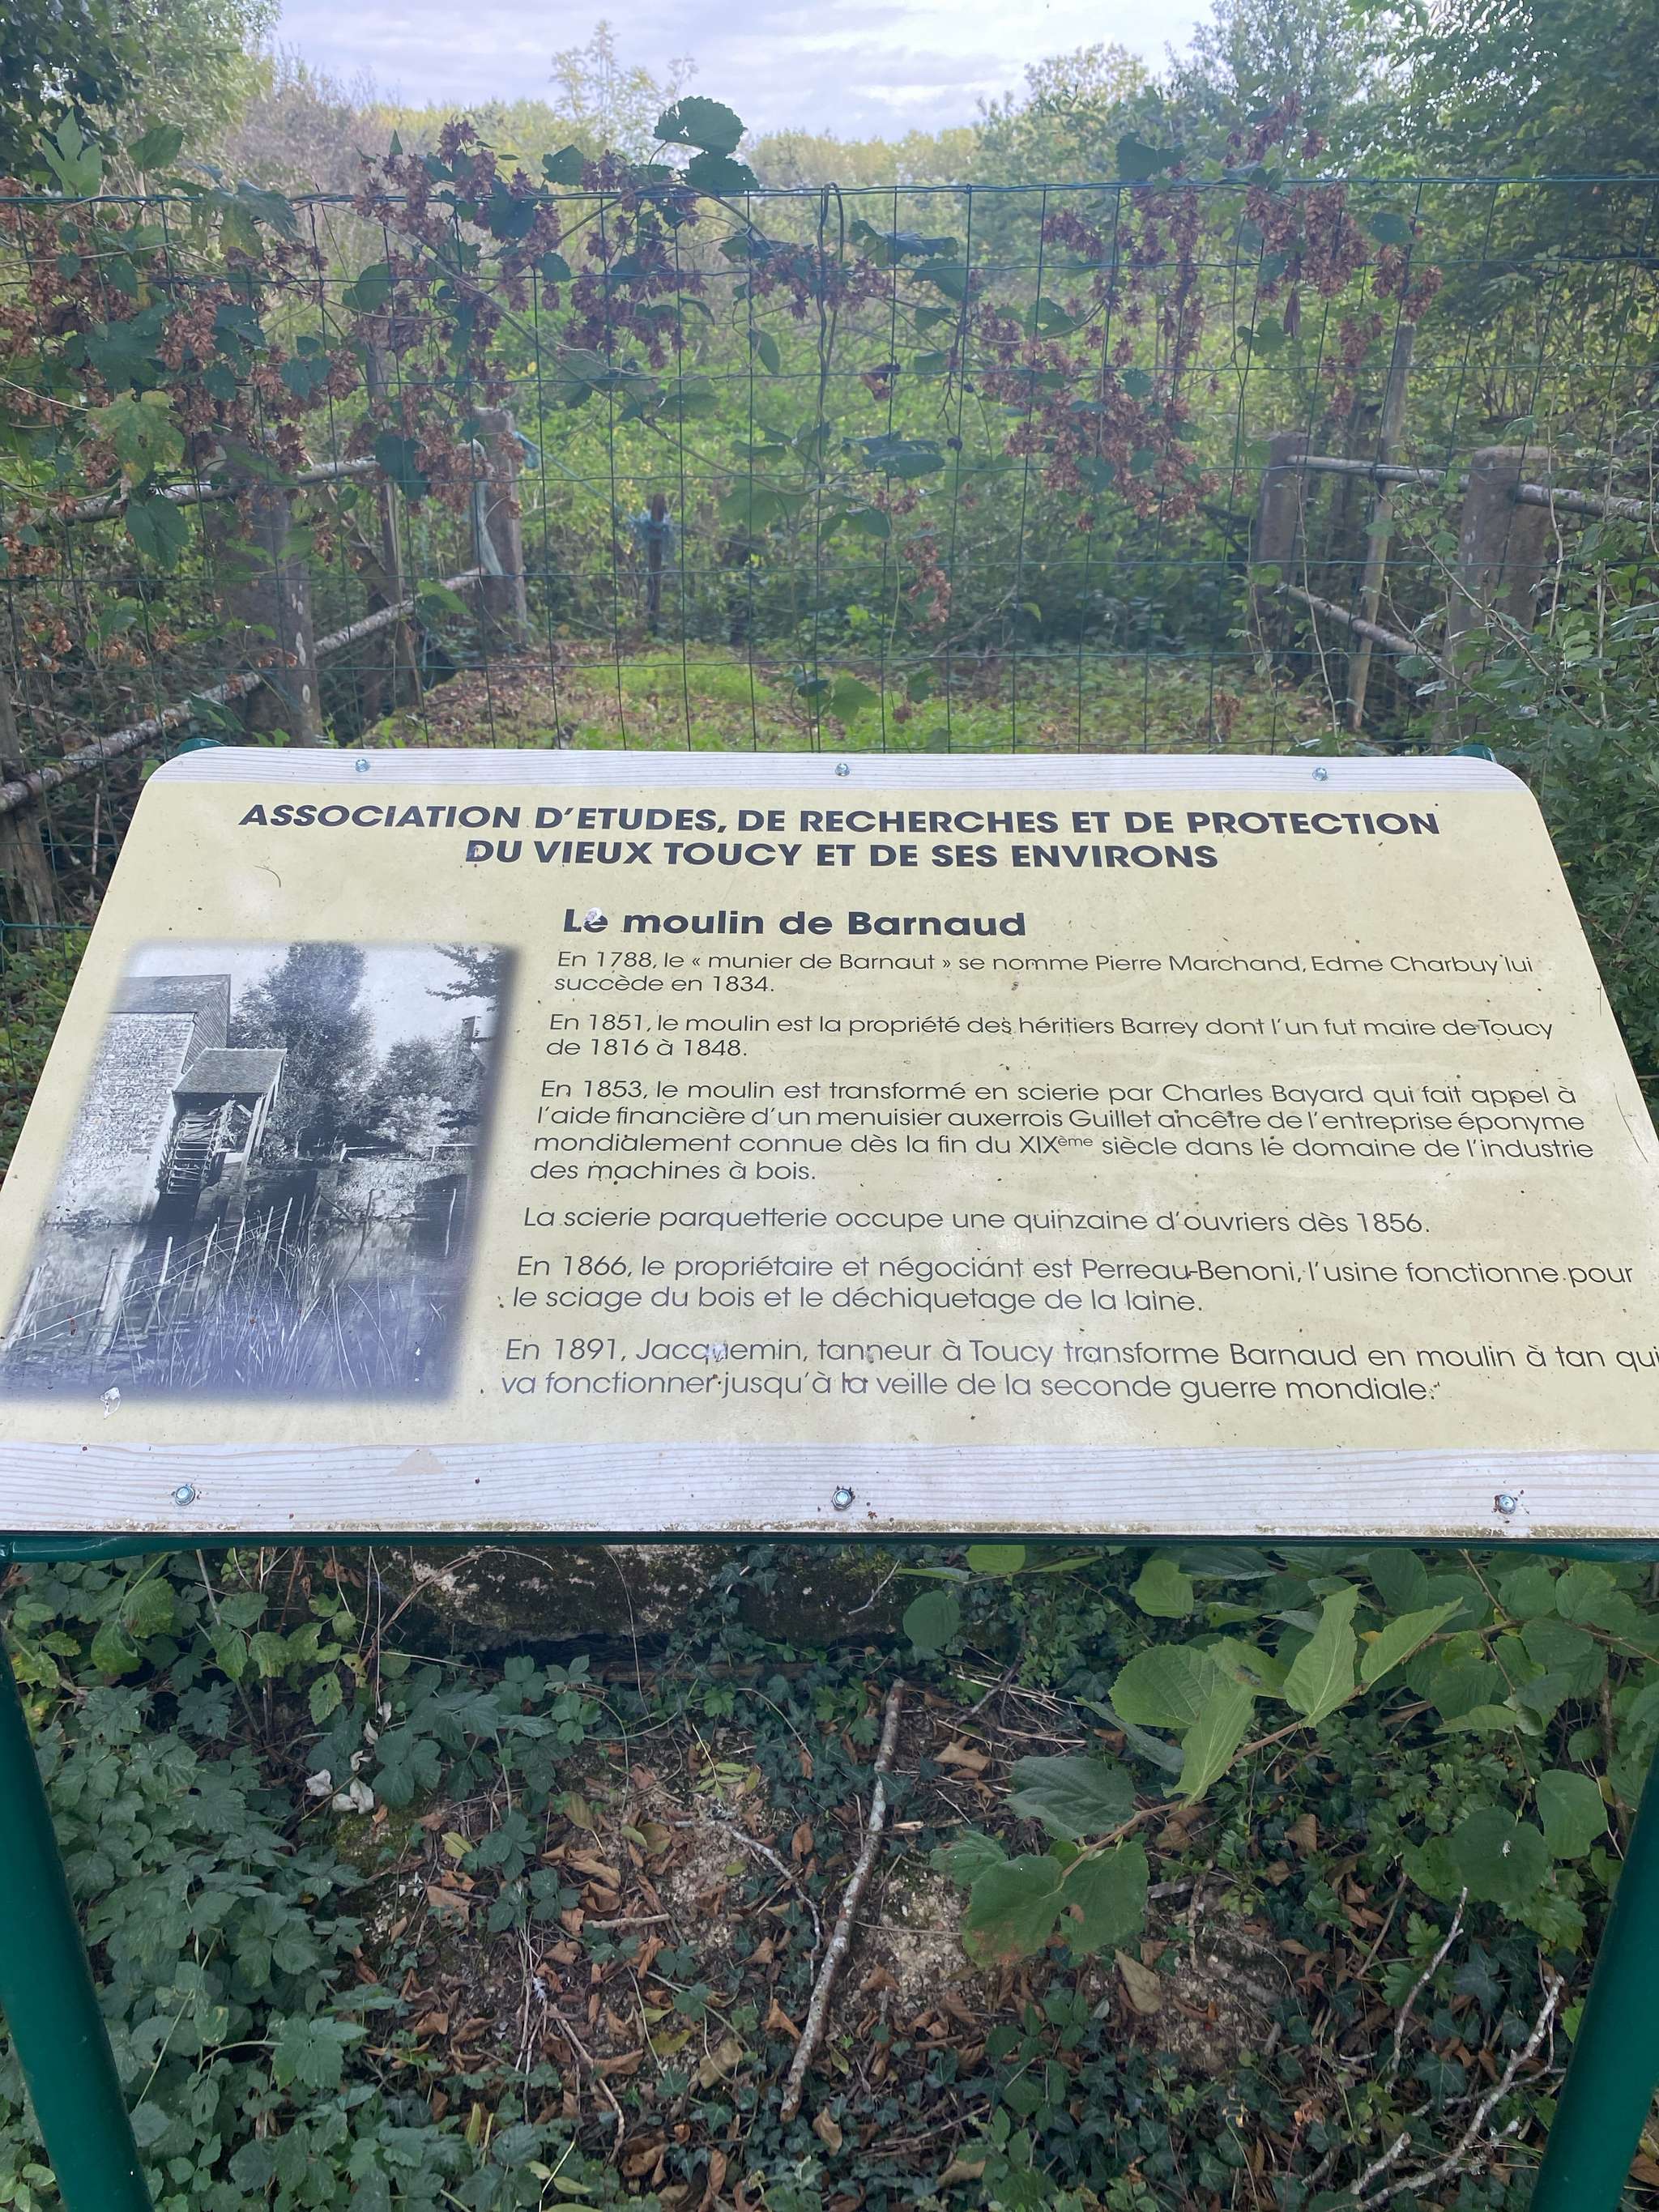 ASSOCIATION D'ETUDES, DE RECHERCHES ET DE PROTECTION
DU VIEUX TOUCY ET DE SES ENVIRONS
Le moulin de Barnaud
En 1788, le « munier de Barnaut » se nomme Pierre Marchand, Edme Charbuy lui
succède en 1834.
En 1851, le moulin est la propriété des héritiers Barrey dont l'un fut maire de Toucy
de 1816 à 1848.
En 1853, le moulin est transformé en scierie par Charles Bayard qui fait appel à
l'aide financière d'un menuisier auxerrois Guillet ancêtre de l'entreprise éponyme
mondialement connue dès la fin du XIXème siècle dans le domaine de l'industrie
des machines à bois.
La scierie parquetterie occupe une quinzaine d'ouvriers dès 1856.
En 1866, le propriétaire et négociant est Perreau-Benoni, l'usine fonctionne pour
le sciage du bois et le déchiquetage de la laine.
En 1891, Jacquemin, tanneur à Toucy transforme Barnaud en moulin à tan qui
va fonctionner jusqu'à la veille de la seconde guerre mondiale.